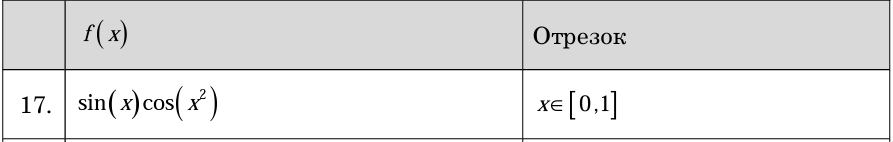 f(x) Отрезок
17. sin(x)cos(x²) x∈[0,1]